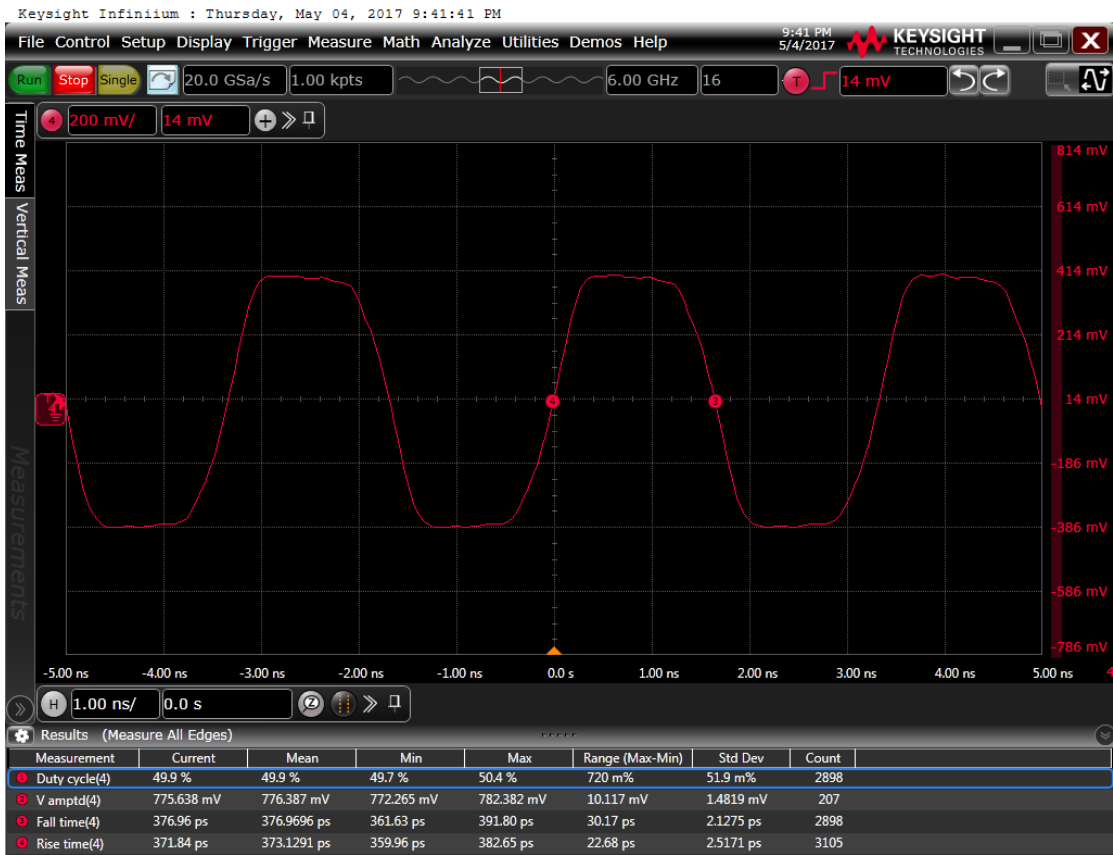 Keysight Infiniium : Thursday, May 04, 2017 9:41:41 PM
File Control Setup Display Trigger Measure Math Analyze Utilities Demos Help
9:41 PM
5/4/2017
KEYSIGHT
TECHNOLOGIES
X
Run Stop Single 20.0 GSa/s 1.00 kpts 6.00 GHz 16 T 14 mV
4 200 mV/ 14 mV
Time Meas
Vertical Meas
Measurements
814 mV
614 mV
414 mV
214 mV
14 mV
-186 mV
-386 mV
-586 mV
-786 mV
T
4
4
3
-5.00 ns -4.00 ns -3.00 ns -2.00 ns -1.00 ns 0.0 s 1.00 ns 2.00 ns 3.00 ns 4.00 ns 5.00 ns 4
H 1.00 ns/ 0.0 s Z
Results (Measure All Edges)
Measurement Current Mean Min Max Range (Max-Min) Std Dev Count
1 Duty cycle(4) 49.9 % 49.9 % 49.7 % 50.4 % 720 m% 51.9 m% 2898
2 V amptd(4) 775.638 mV 776.387 mV 772.265 mV 782.382 mV 10.117 mV 1.4819 mV 207
3 Fall time(4) 376.96 ps 376.9696 ps 361.63 ps 391.80 ps 30.17 ps 2.1275 ps 2898
4 Rise time(4) 371.84 ps 373.1291 ps 359.96 ps 382.65 ps 22.68 ps 2.5171 ps 3105